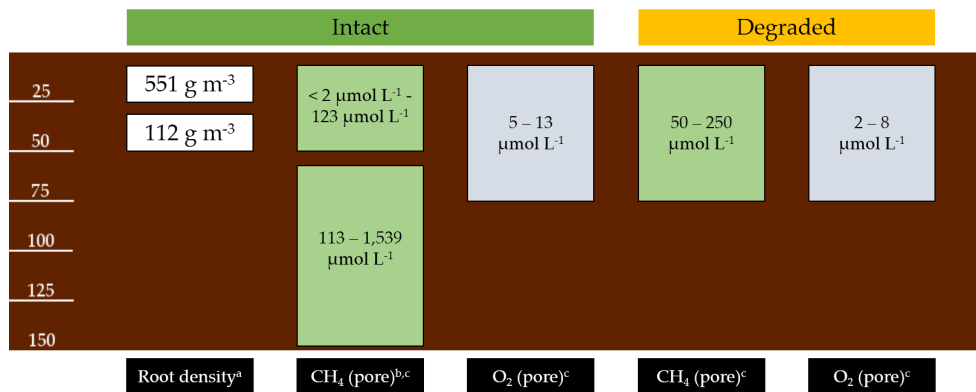 Intact
Degraded
25
50
75
100
125
150
551 g m⁻³
112 g m⁻³
< 2 µmol L⁻¹ -
123 µmol L⁻¹
113 – 1,539
µmol L⁻¹
5 – 13
µmol L⁻¹
50 – 250
µmol L⁻¹
2 – 8
µmol L⁻¹
Root densityᵃ
CH₄ (pore)ᵇ,ᶜ
O₂ (pore)ᶜ
CH₄ (pore)ᶜ
O₂ (pore)ᶜ